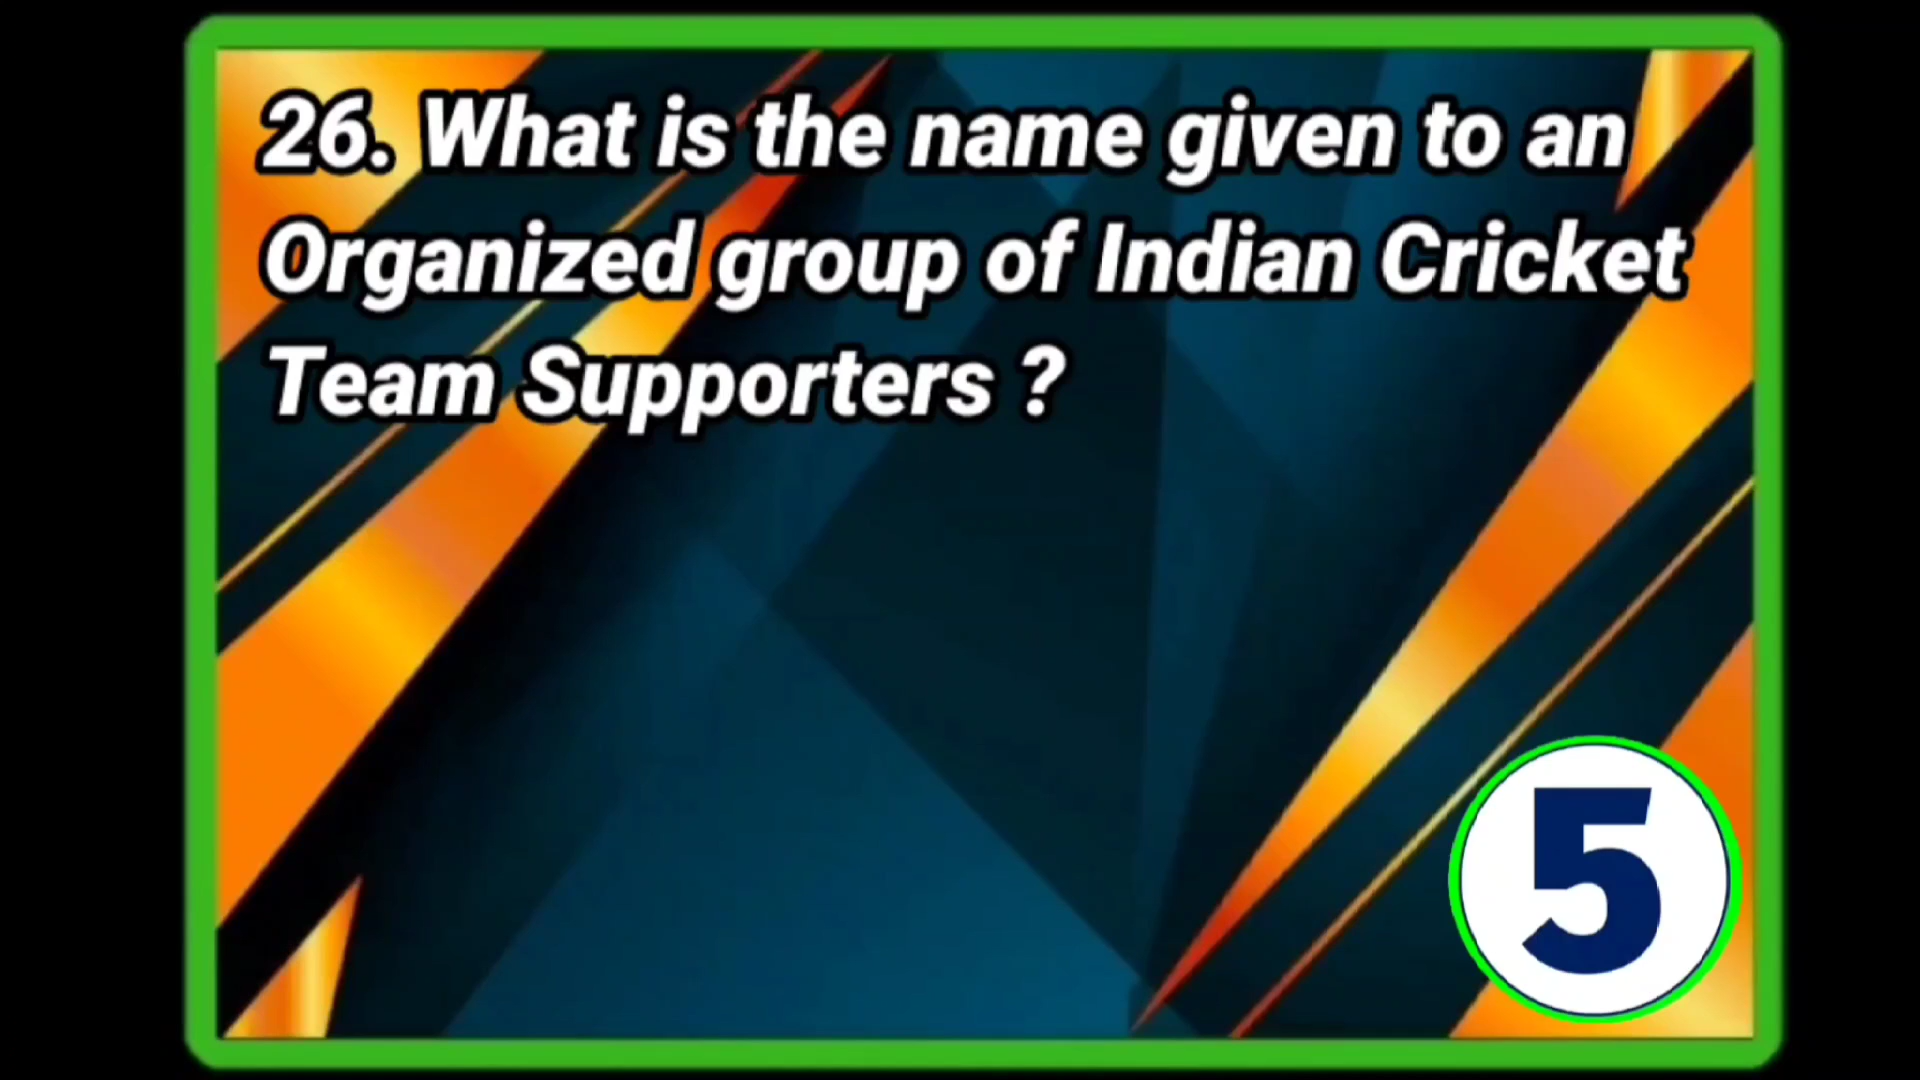 26. What is the name given to an
Organized group of Indian Cricket
Team Supporters ?
5